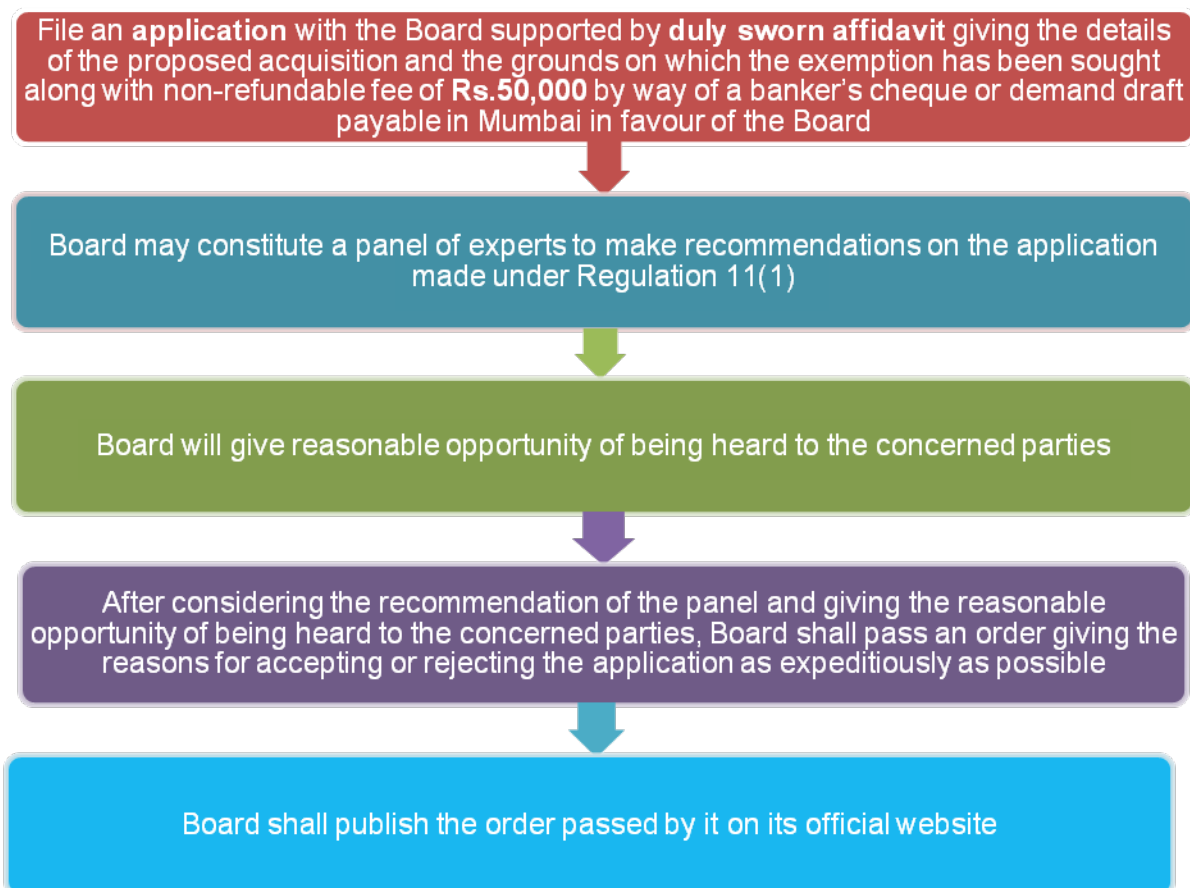 File an application with the Board supported by duly sworn affidavit giving the details
of the proposed acquisition and the grounds on which the exemption has been sought
along with non-refundable fee of Rs.50,000 by way of a banker’s cheque or demand draft
payable in Mumbai in favour of the Board
Board may constitute a panel of experts to make recommendations on the application
made under Regulation 11(1)
Board will give reasonable opportunity of being heard to the concerned parties
After considering the recommendation of the panel and giving the reasonable
opportunity of being heard to the concerned parties, Board shall pass an order giving the
reasons for accepting or rejecting the application as expeditiously as possible
Board shall publish the order passed by it on its official website